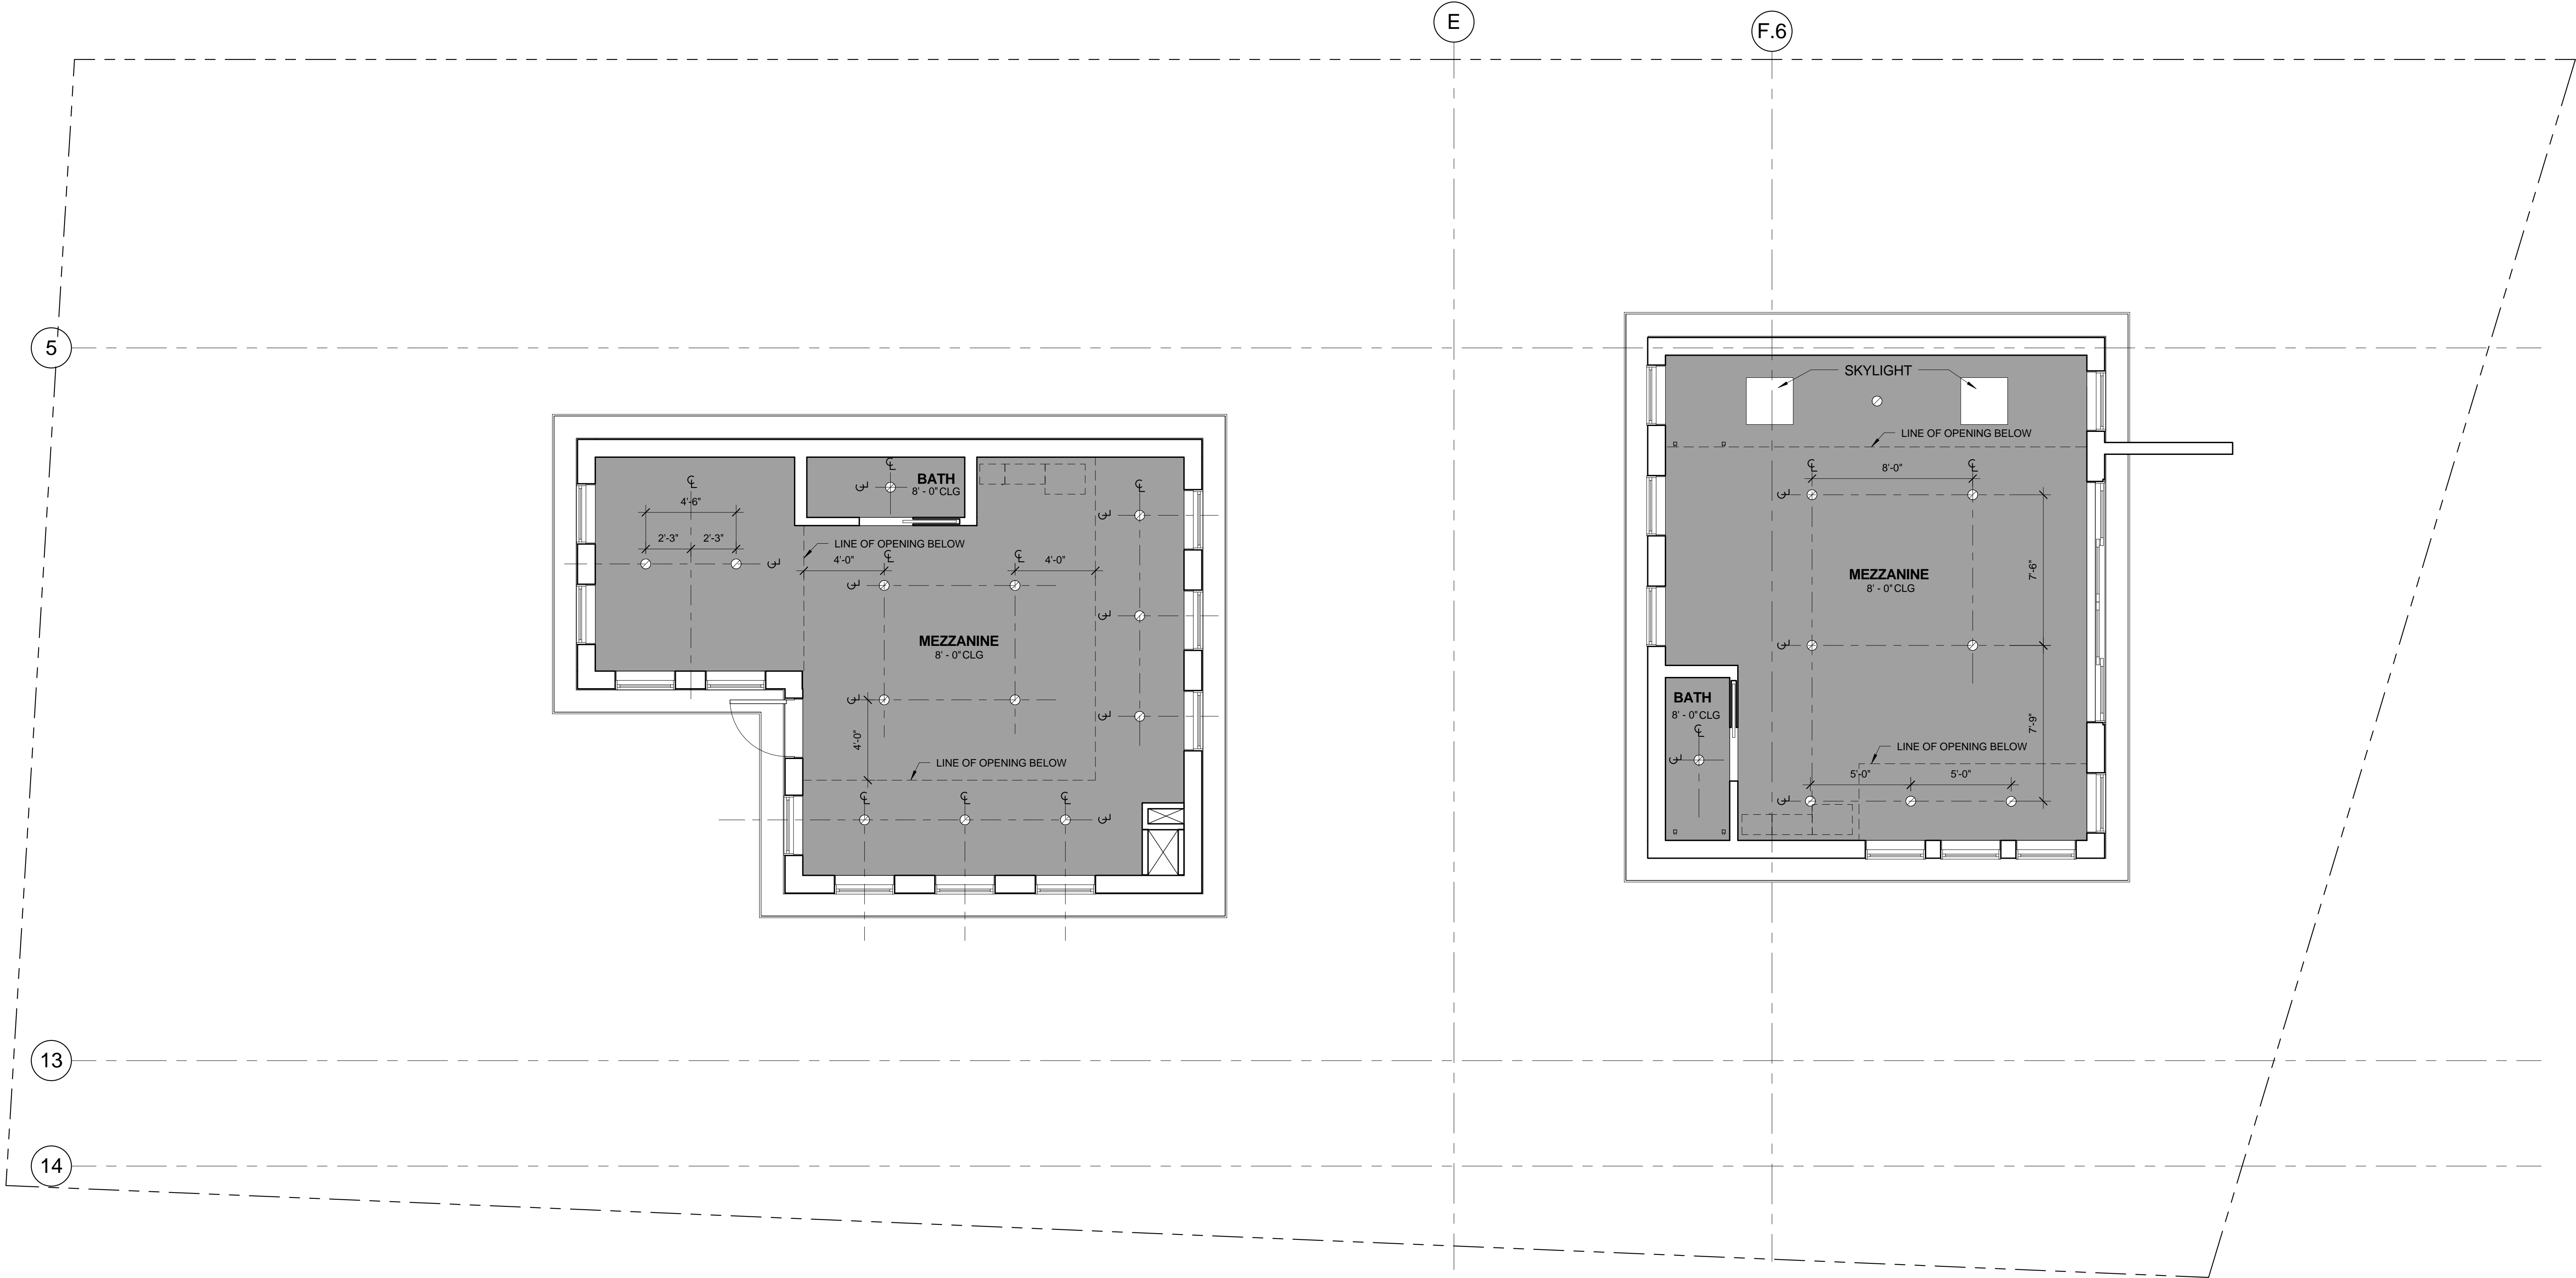 E
F.6
5
13
14
℄
4'-6"
2'-3"
2'-3"
℄
℄
℄
BATH
8' - 0" CLG
LINE OF OPENING BELOW
4'-0"
℄
℄
4'-0"
℄
℄
℄
℄
℄
MEZZANINE
8' - 0" CLG
℄
4'-0"
℄
LINE OF OPENING BELOW
℄
℄
℄
℄
SKYLIGHT
LINE OF OPENING BELOW
℄
8'-0"
℄
℄
7'-6"
MEZZANINE
8' - 0" CLG
℄
BATH
8' - 0" CLG
℄
℄
7'-9"
LINE OF OPENING BELOW
5'-0"
5'-0"
℄